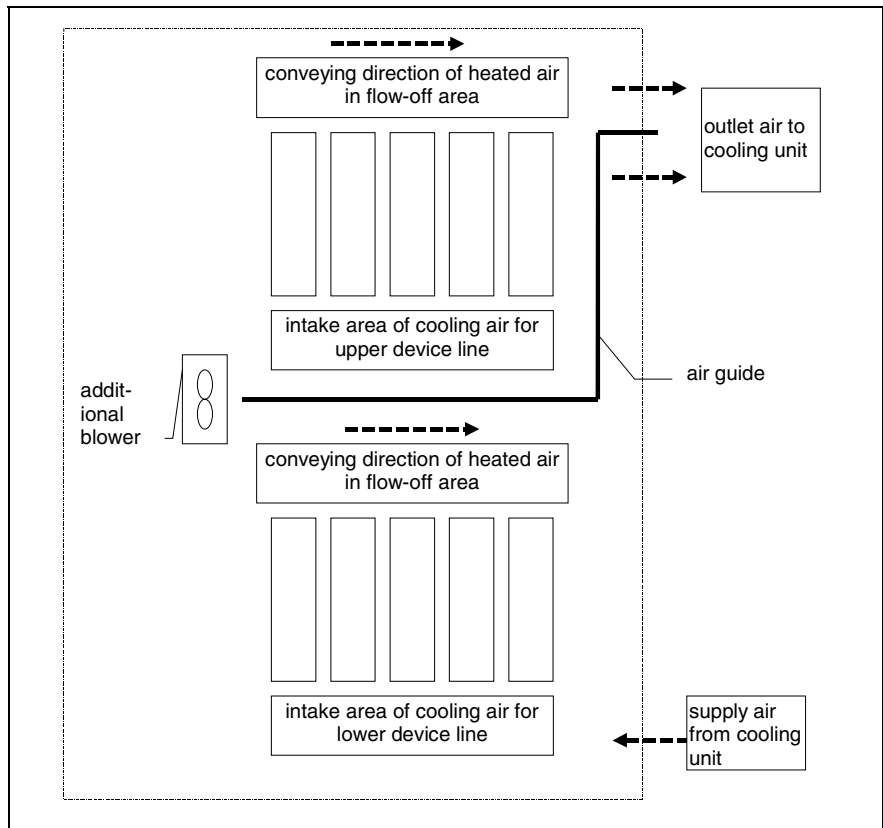 conveying direction of heated air
in flow-off area
outlet air to
cooling unit
intake area of cooling air for
upper device line
addit-
ional
blower
air guide
conveying direction of heated air
in flow-off area
intake area of cooling air for
lower device line
supply air
from cooling
unit